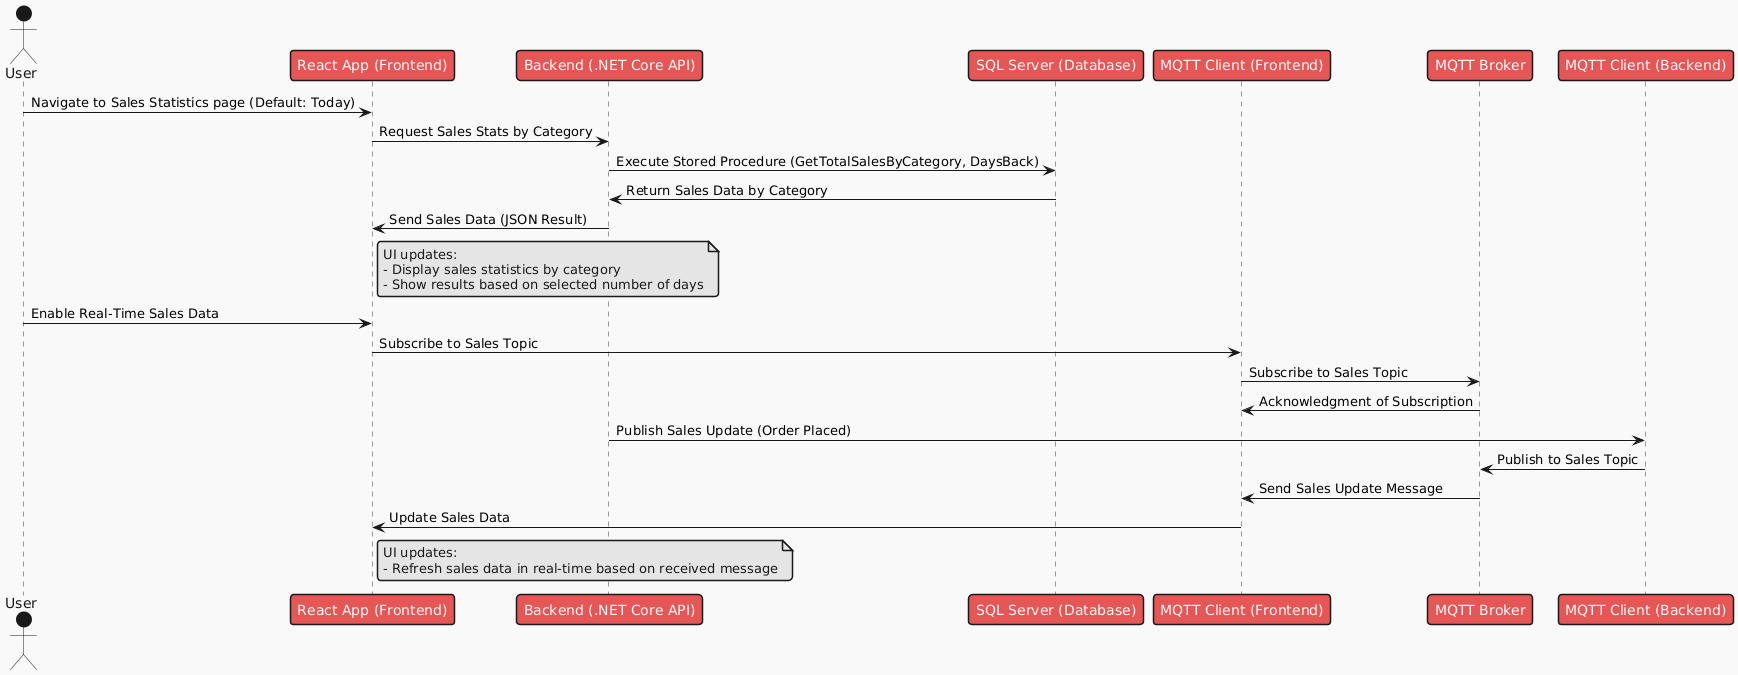 User
React App (Frontend)
Backend (.NET Core API)
SQL Server (Database)
MQTT Client (Frontend)
MQTT Broker
MQTT Client (Backend)
Navigate to Sales Statistics page (Default: Today)
Request Sales Stats by Category
Execute Stored Procedure (GetTotalSalesByCategory, DaysBack)
Return Sales Data by Category
Send Sales Data (JSON Result)
UI updates:
- Display sales statistics by category
- Show results based on selected number of days
Enable Real-Time Sales Data
Subscribe to Sales Topic
Subscribe to Sales Topic
Acknowledgment of Subscription
Publish Sales Update (Order Placed)
Publish to Sales Topic
Send Sales Update Message
Update Sales Data
UI updates:
- Refresh sales data in real-time based on received message
User
React App (Frontend)
Backend (.NET Core API)
SQL Server (Database)
MQTT Client (Frontend)
MQTT Broker
MQTT Client (Backend)